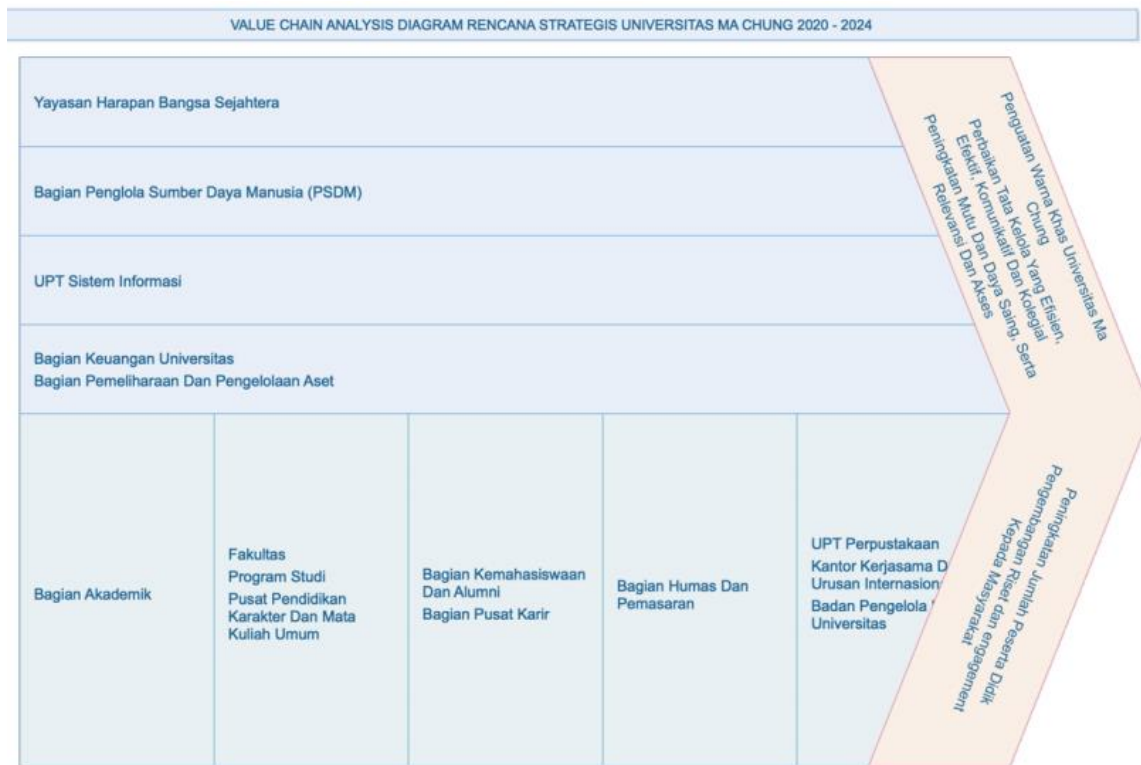 VALUE CHAIN ANALYSIS DIAGRAM RENCANA STRATEGIS UNIVERSITAS MA CHUNG 2020 - 2024
Yayasan Harapan Bangsa Sejahtera
Bagian Penglola Sumber Daya Manusia (PSDM)
UPT Sistem Informasi
Bagian Keuangan Universitas
Bagian Pemeliharaan Dan Pengelolaan Aset
Penguatan Warna Khas Universitas Ma
Chung
Perbaikan Tata Kelola Yang Efisien,
Efektif, Komunikatif Dan Kolegial
Peningkatan Mutu Dan Daya Saing, Serta
Relevansi Dan Akses
Bagian Akademik
Fakultas
Program Studi
Pusat Pendidikan
Karakter Dan Mata
Kuliah Umum
Bagian Kemahasiswaan
Dan Alumni
Bagian Pusat Karir
Bagian Humas Dan
Pemasaran
UPT Perpustakaan
Kantor Kerjasama D
Urusan Internasion
Badan Pengelola
Universitas
Peningkatan Jumlah Peserta Didik
Pengembangan Riset dan engagement
Kepada Masyarakat